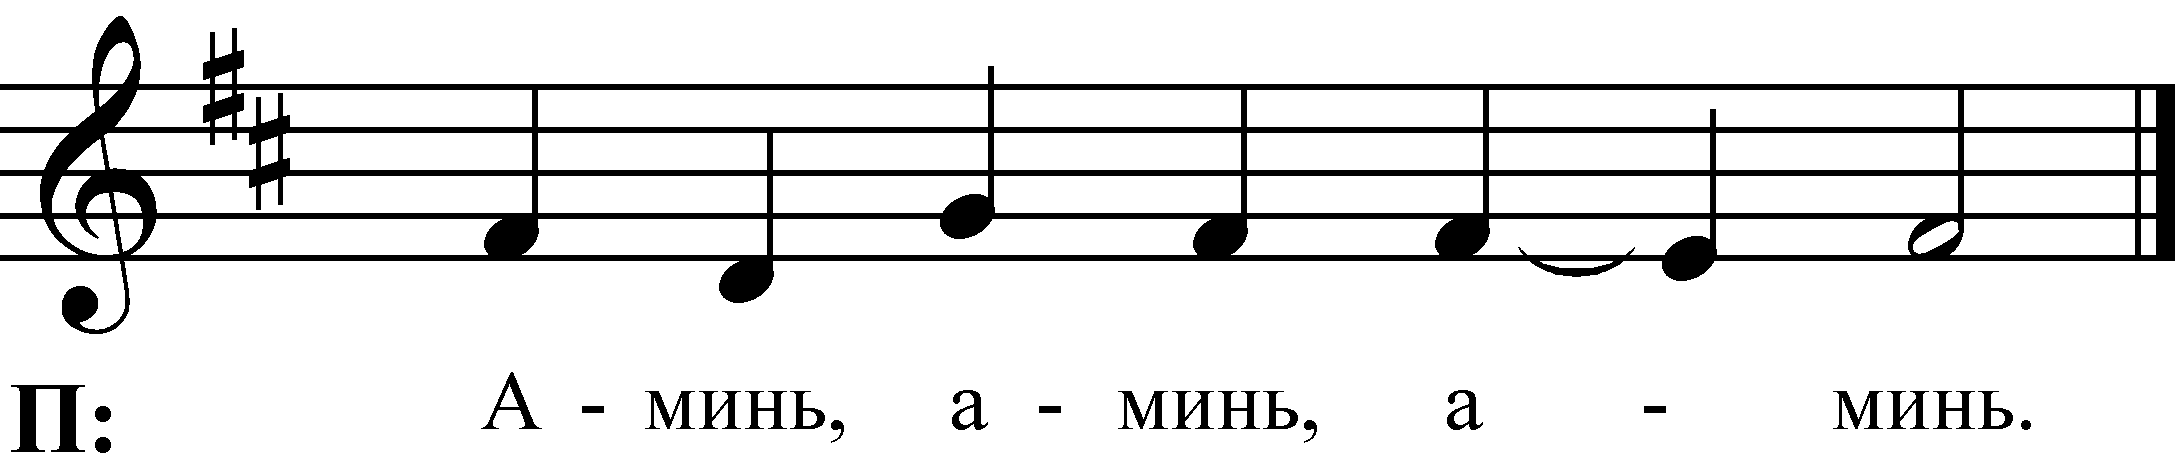 П: А - минь, а - минь, а - минь.